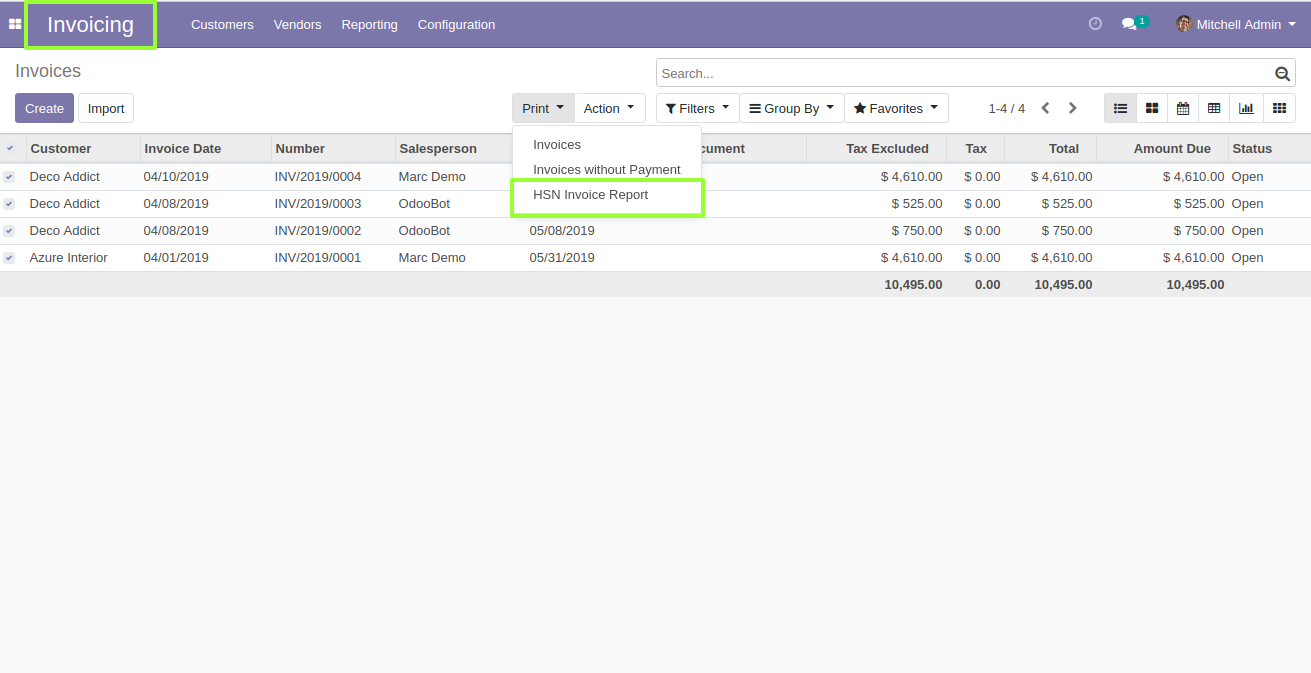 Invoicing Customers Vendors Reporting Configuration 1 Mitchell Admin
Invoices
Search...
Create Import Print Action Filters Group By Favorites 1-4 / 4
Invoices
Invoices without Payment
HSN Invoice Report
Customer Invoice Date Number Salesperson Tax Excluded Tax Total Amount Due Status
Deco Addict 04/10/2019 INV/2019/0004 Marc Demo $ 4,610.00 $ 0.00 $ 4,610.00 $ 4,610.00 Open
Deco Addict 04/08/2019 INV/2019/0003 OdooBot $ 525.00 $ 0.00 $ 525.00 $ 525.00 Open
Deco Addict 04/08/2019 INV/2019/0002 OdooBot 05/08/2019 $ 750.00 $ 0.00 $ 750.00 $ 750.00 Open
Azure Interior 04/01/2019 INV/2019/0001 Marc Demo 05/31/2019 $ 4,610.00 $ 0.00 $ 4,610.00 $ 4,610.00 Open
10,495.00 0.00 10,495.00 10,495.00